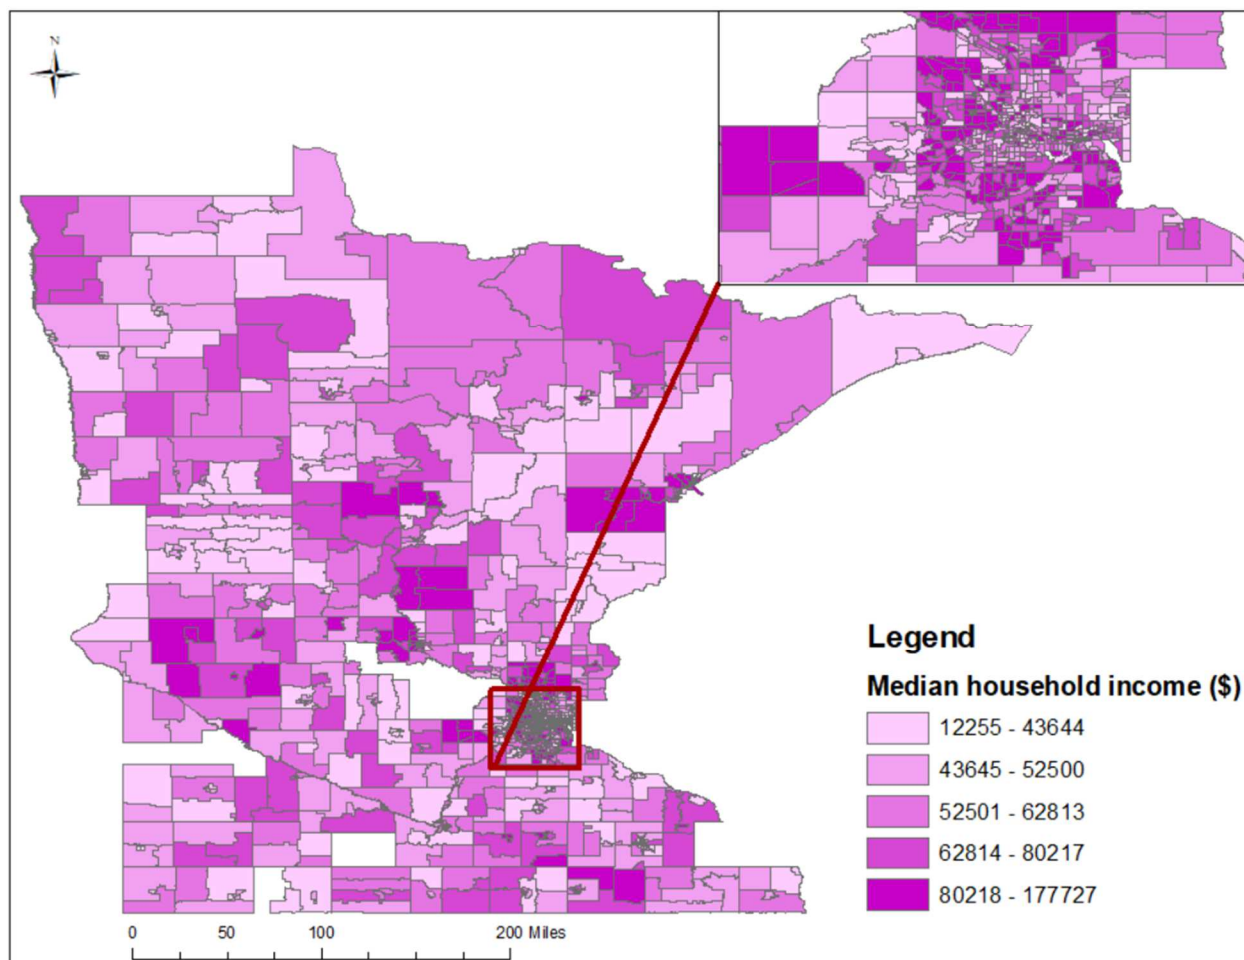 N
Legend
Median household income ($)
12255 - 43644
43645 - 52500
52501 - 62813
62814 - 80217
80218 - 177727
0 50 100 200 Miles